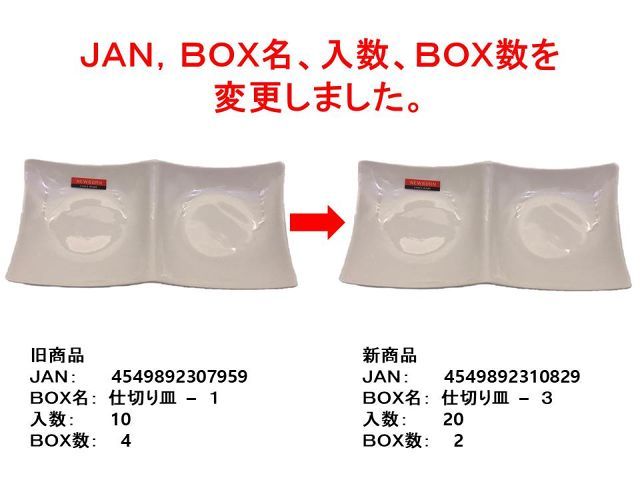 JAN, BOX名、入数、BOX数を
変更しました。
NEWBORN
NEWBORN
旧商品
JAN: 4549892307959
BOX名: 仕切り皿 － 1
入数: 10
BOX数: 4
新商品
JAN: 4549892310829
BOX名: 仕切り皿 － 3
入数: 20
BOX数: 2